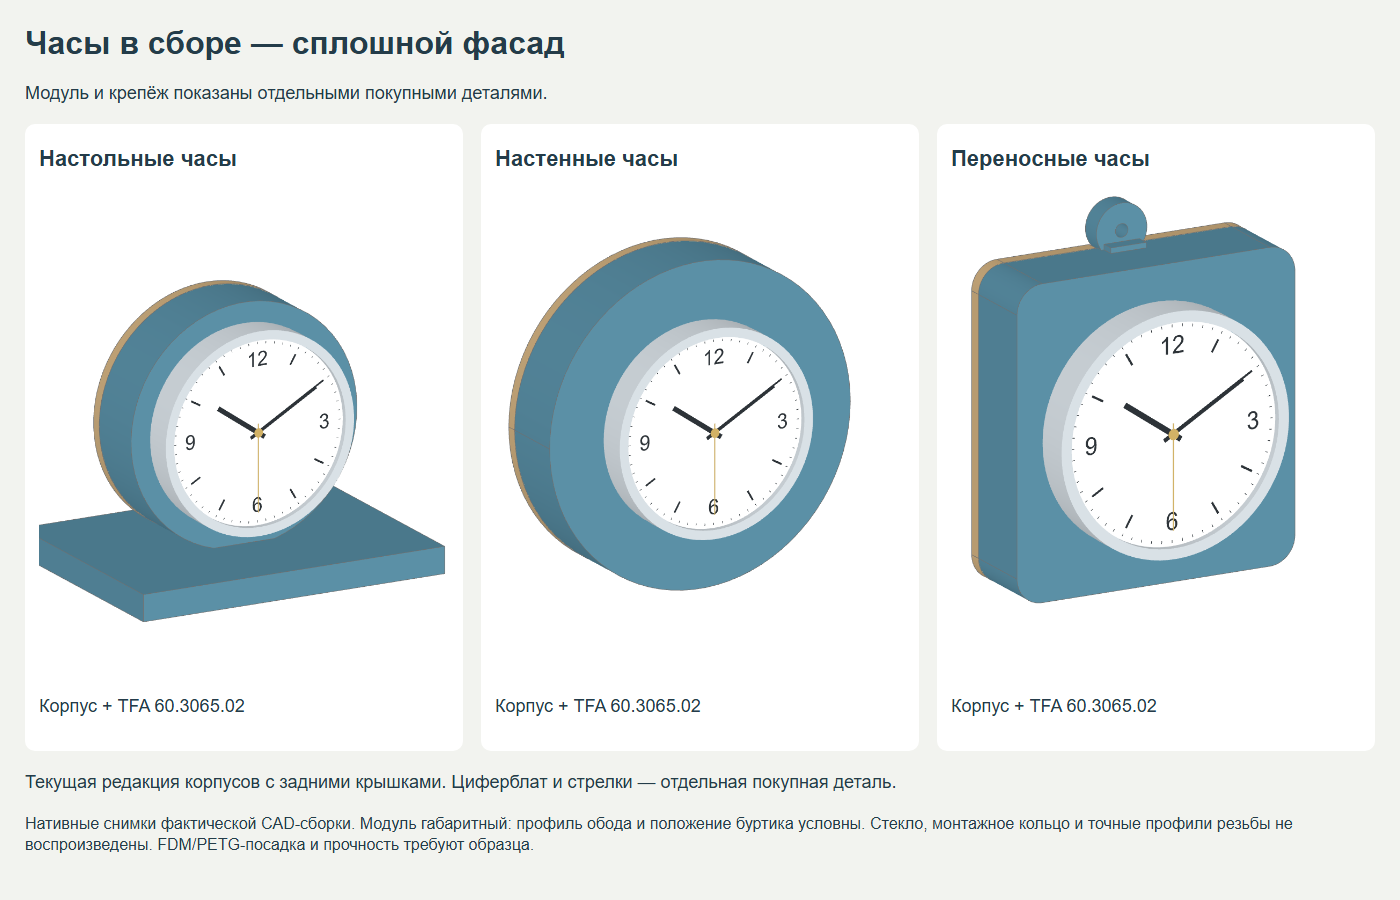 Часы в сборе — сплошной фасад
Модуль и крепёж показаны отдельными покупными деталями.
Настольные часы
12
3
6
9
Корпус + TFA 60.3065.02
Настенные часы
12
3
6
9
Корпус + TFA 60.3065.02
Переносные часы
12
3
6
9
Корпус + TFA 60.3065.02
Текущая редакция корпусов с задними крышками. Циферблат и стрелки — отдельная покупная деталь.
Нативные снимки фактической CAD-сборки. Модуль габаритный: профиль обода и положение буртика условны. Стекло, монтажное кольцо и точные профили резьбы не
воспроизведены. FDM/PETG-посадка и прочность требуют образца.